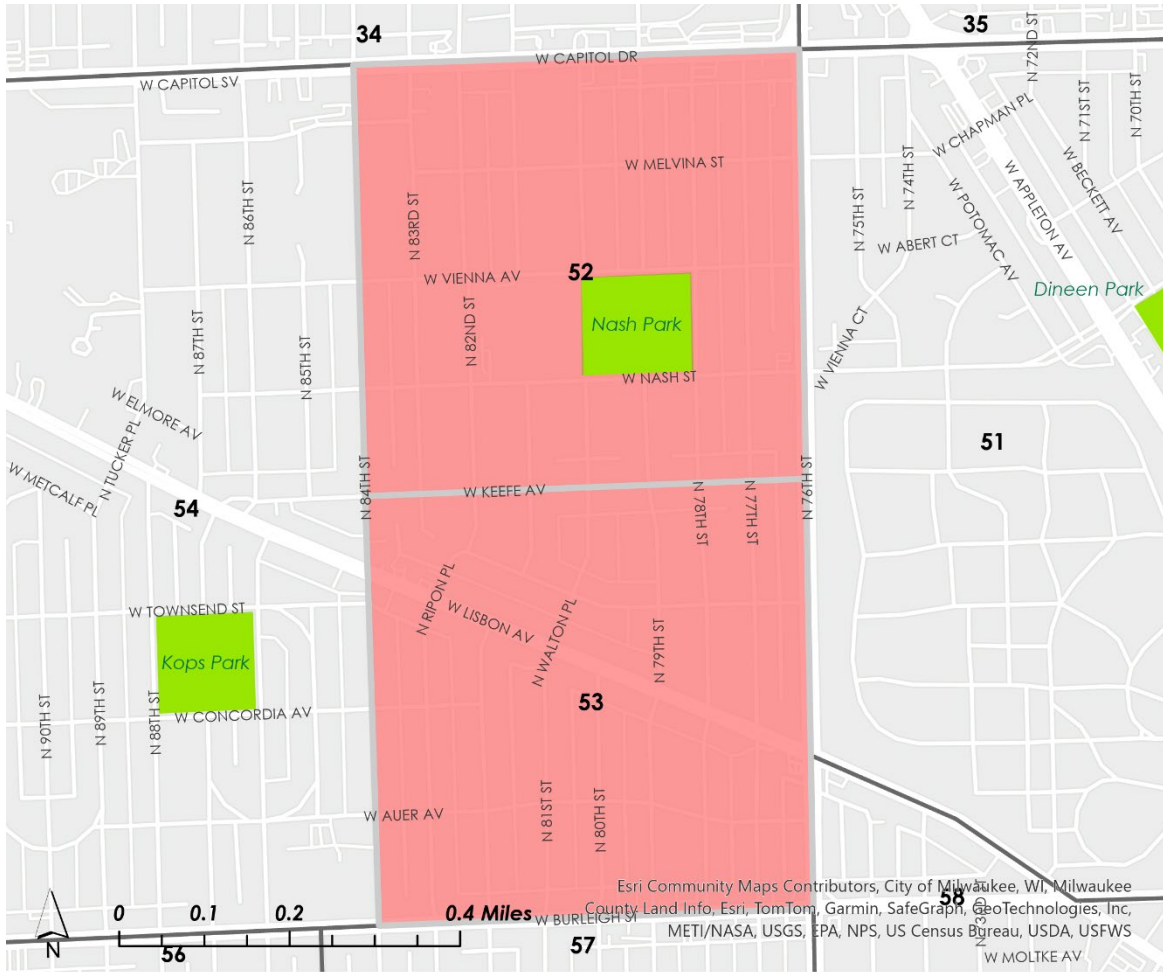 34
35
W CAPITOL DR
W CAPITOL SV
N 72ND ST
N 71ST ST
N 70TH ST
W CHAPMAN PL
W MELVINA ST
N 86TH ST
N 83RD ST
N 75TH ST
N 74TH ST
W POTOMAC AV
W APPLETON AV
W BECKETT AV
W ABERT CT
W VIENNA AV
52
Dineen Park
Nash Park
N 87TH ST
N 85TH ST
N 82ND ST
W VIENNA CT
W NASH ST
W ELMORE AV
N TUCKER PL
W METCALF PL
51
N 84TH ST
W KEEFE AV
N 78TH ST
N 77TH ST
N 76TH ST
54
W TOWNSEND ST
N RIPON PL
W LISBON AV
N WALTON PL
N 79TH ST
Kops Park
N 90TH ST
N 89TH ST
N 88TH ST
W CONCORDIA AV
53
W AUER AV
N 81ST ST
N 80TH ST
Esri Community Maps Contributors, City of Milwaukee, WI, Milwaukee
County Land Info, Esri, TomTom, Garmin, SafeGraph, GeoTechnologies, Inc,
METI/NASA, USGS, EPA, NPS, US Census Bureau, USDA, USFWS
58
0 0.1 0.2 0.4 Miles
W BURLEIGH ST
N
56
57
W MOLTKE AV